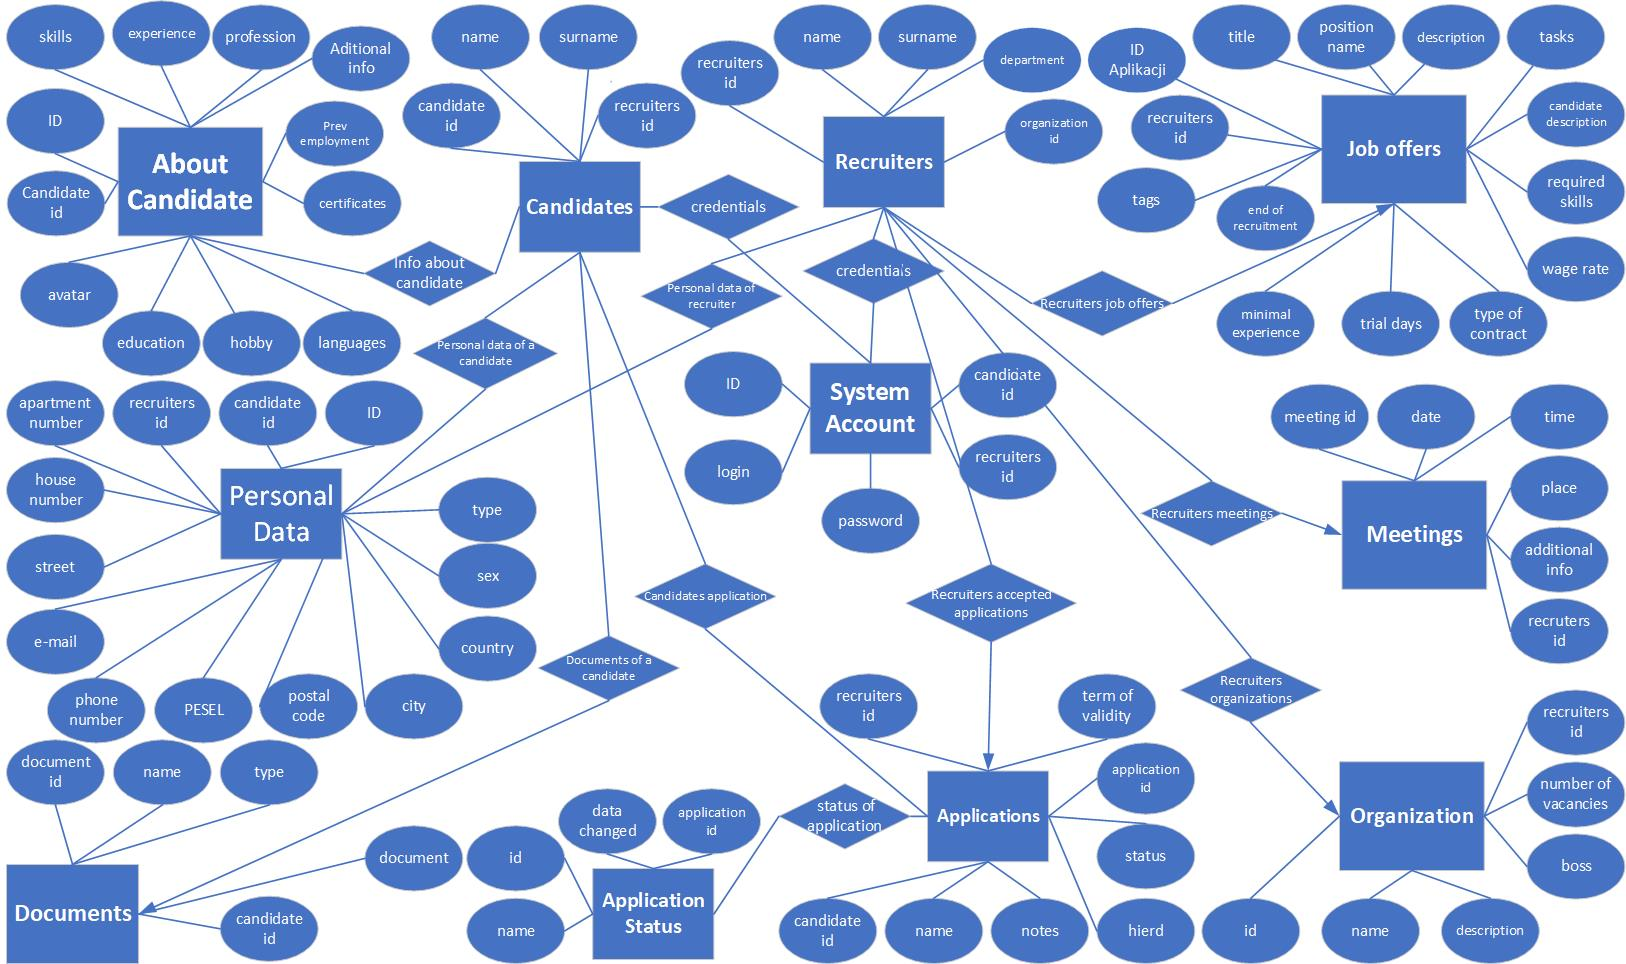 skills
experience
profession
Aditional
info
ID
Candidate
id
About
Candidate
Prev
employment
certificates
avatar
education
hobby
languages
Info about
candidate
name
surname
candidate
id
recruiters
id
Candidates
credentials
Personal data of a
candidate
recruiters
id
name
surname
department
organization
id
Recruiters
credentials
Personal data of
recruiter
Recruiters job offers
ID
Aplikacji
title
position
name
description
tasks
recruiters
id
tags
end of
recruitment
Job offers
candidate
description
required
skills
wage rate
minimal
experience
trial days
type of
contract
apartment
number
recruiters
id
candidate
id
ID
house
number
street
e-mail
Personal
Data
type
sex
country
phone
number
PESEL
postal
code
city
ID
login
System
Account
candidate
id
recruiters
id
password
meeting id
date
time
place
additional
info
recruters
id
Recruiters meetings
Meetings
Candidates application
Recruiters accepted
applications
Documents of a
candidate
Recruiters
organizations
document
id
name
type
document
candidate
id
Documents
data
changed
application
id
id
name
Application
Status
status of
application
recruiters
id
term of
validity
application
id
status
Applications
candidate
id
name
notes
hierd
recruiters
id
number of
vacancies
boss
Organization
id
name
description